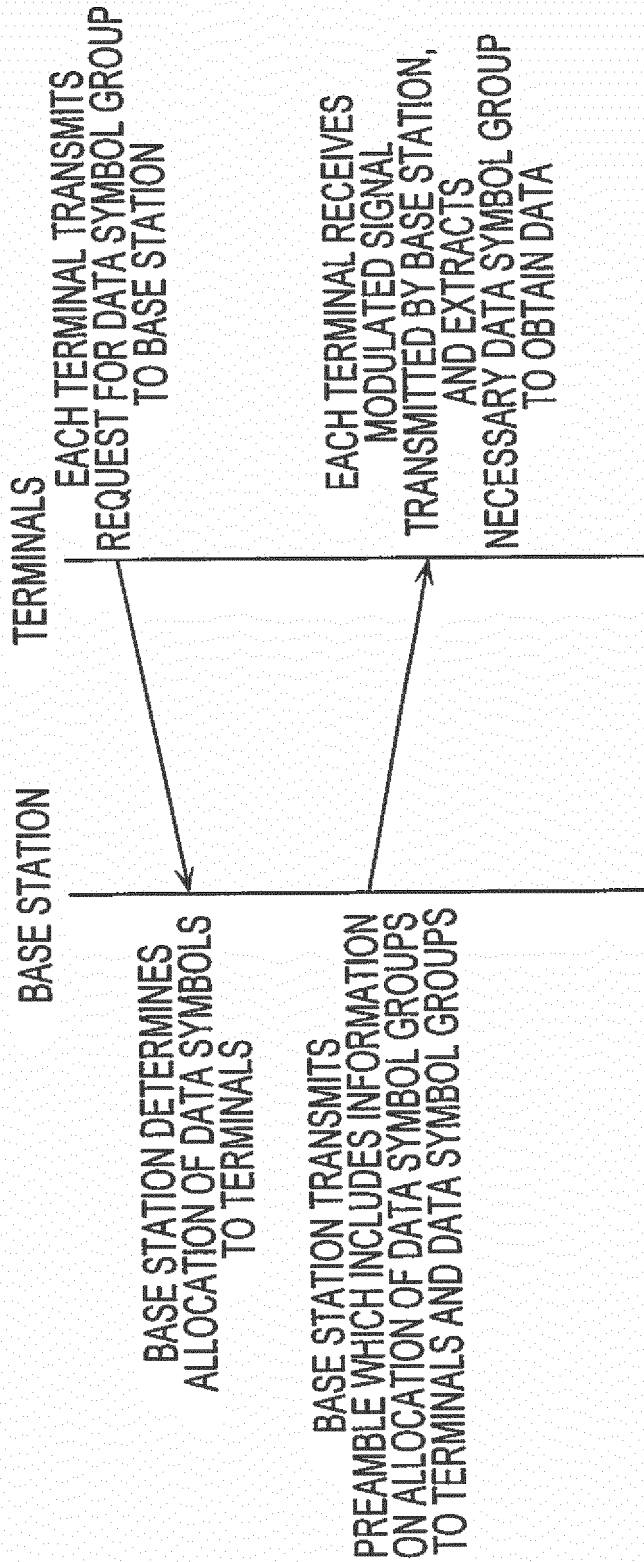 BASE STATION
TERMINALS
EACH TERMINAL TRANSMITS
REQUEST FOR DATA SYMBOL GROUP
TO BASE STATION
BASE STATION DETERMINES
ALLOCATION OF DATA SYMBOLS
TO TERMINALS
BASE STATION TRANSMITS
PREAMBLE WHICH INCLUDES INFORMATION
ON ALLOCATION OF DATA SYMBOL GROUPS
TO TERMINALS AND DATA SYMBOL GROUPS
EACH TERMINAL RECEIVES
MODULATED SIGNAL
TRANSMITTED BY BASE STATION,
AND EXTRACTS
NECESSARY DATA SYMBOL GROUP
TO OBTAIN DATA